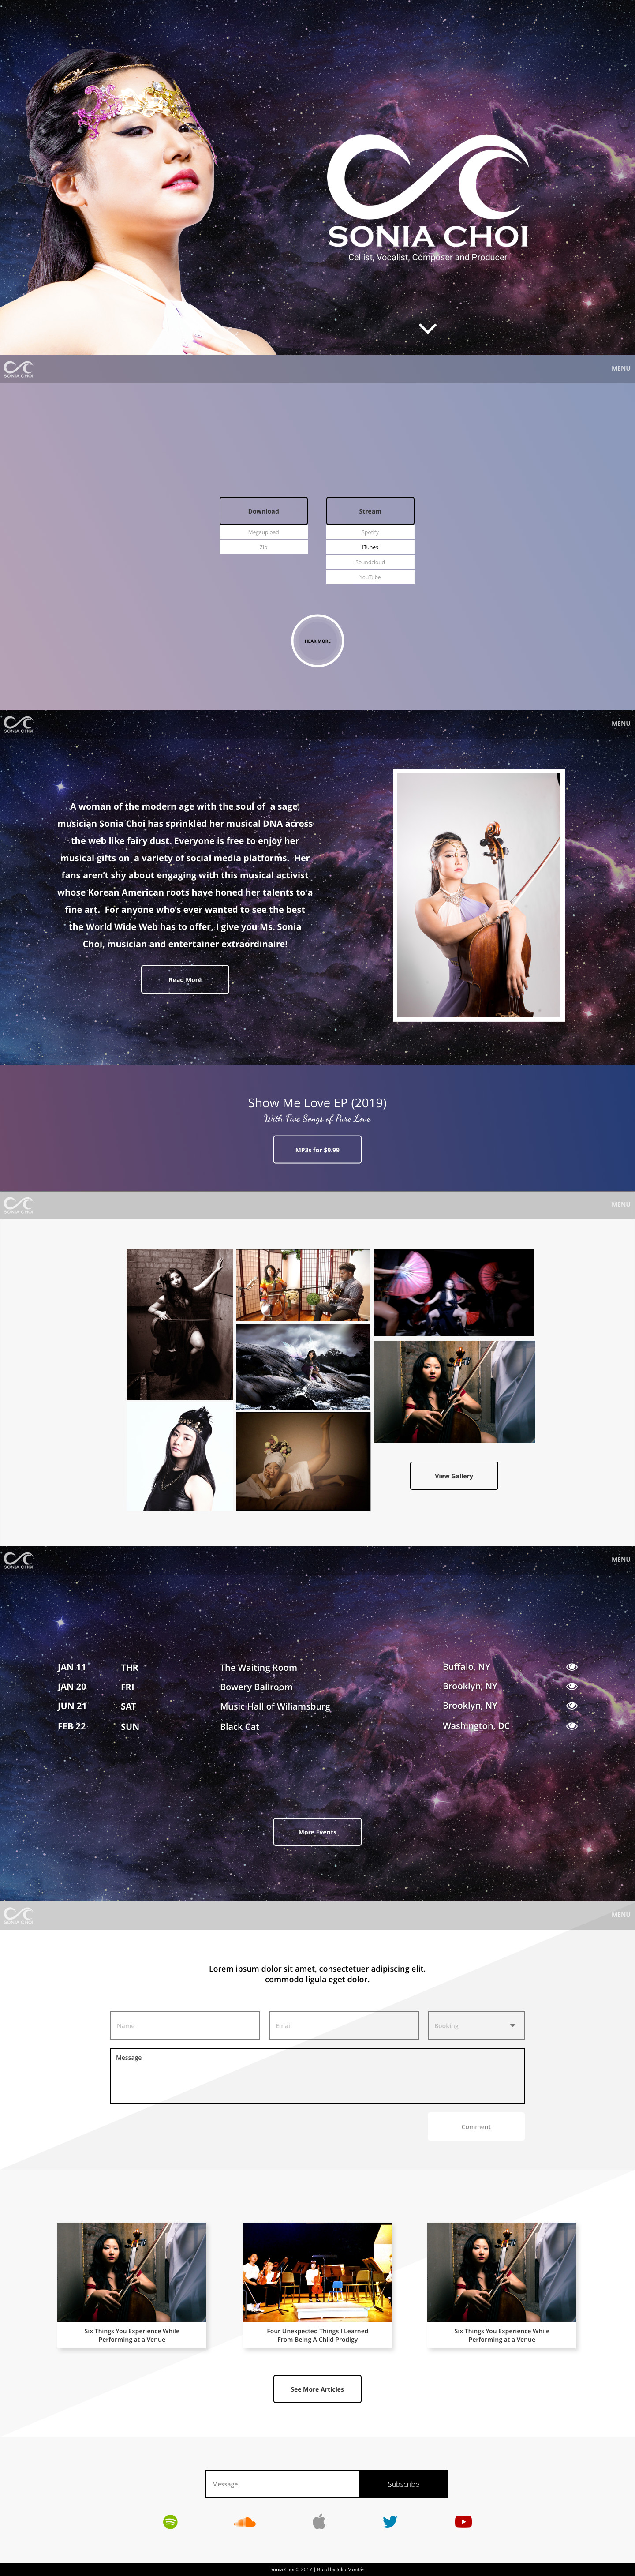 SONIA CHOI
Cellist, Vocalist, Composer and Producer
SONIA CHOI
MENU
Download
Stream
Megaupload
Spotify
Zip
iTunes
Soundcloud
YouTube
HEAR MORE
SONIA CHOI
MENU
A woman of the modern age with the soul of a sage,
musician Sonia Choi has sprinkled her musical DNA across
the web like fairy dust. Everyone is free to enjoy her
musical gifts on a variety of social media platforms. Her
fans aren't shy about engaging with this musical activist
whose Korean American roots have honed her talents to a
fine art. For anyone who's ever wanted to see the best
the World Wide Web has to offer, I give you Ms. Sonia
Choi, musician and entertainer extraordinaire!
Read More
Show Me Love EP (2019)
With Five Songs of Pure Love
MP3s for $9.99
SONIA CHOI
MENU
View Gallery
SONIA CHOI
MENU
JAN 11 THR The Waiting Room Buffalo, NY
JAN 20 FRI Bowery Ballroom Brooklyn, NY
JUN 21 SAT Music Hall of Wiliamsburg Brooklyn, NY
FEB 22 SUN Black Cat Washington, DC
More Events
SONIA CHOI
MENU
Lorem ipsum dolor sit amet, consectetuer adipiscing elit.
commodo ligula eget dolor.
Name
Email
Booking
Message
Comment
Six Things You Experience While
Performing at a Venue
Four Unexpected Things I Learned
From Being A Child Prodigy
Six Things You Experience While
Performing at a Venue
See More Articles
Message
Subscribe
Sonia Choi © 2017 | Build by Julio Montás